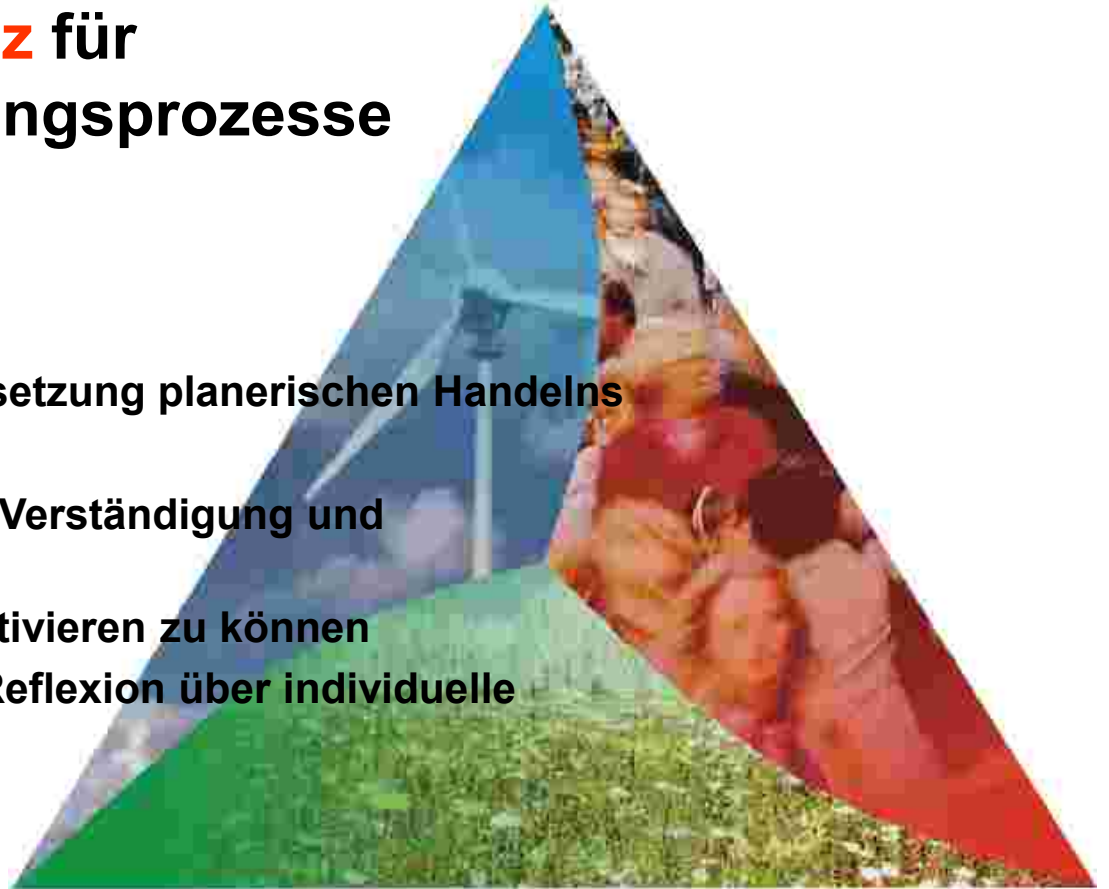 z für
ngsprozesse
setzung planerischen Handelns
Verständigung und
tivieren zu können
Reflexion über individuelle